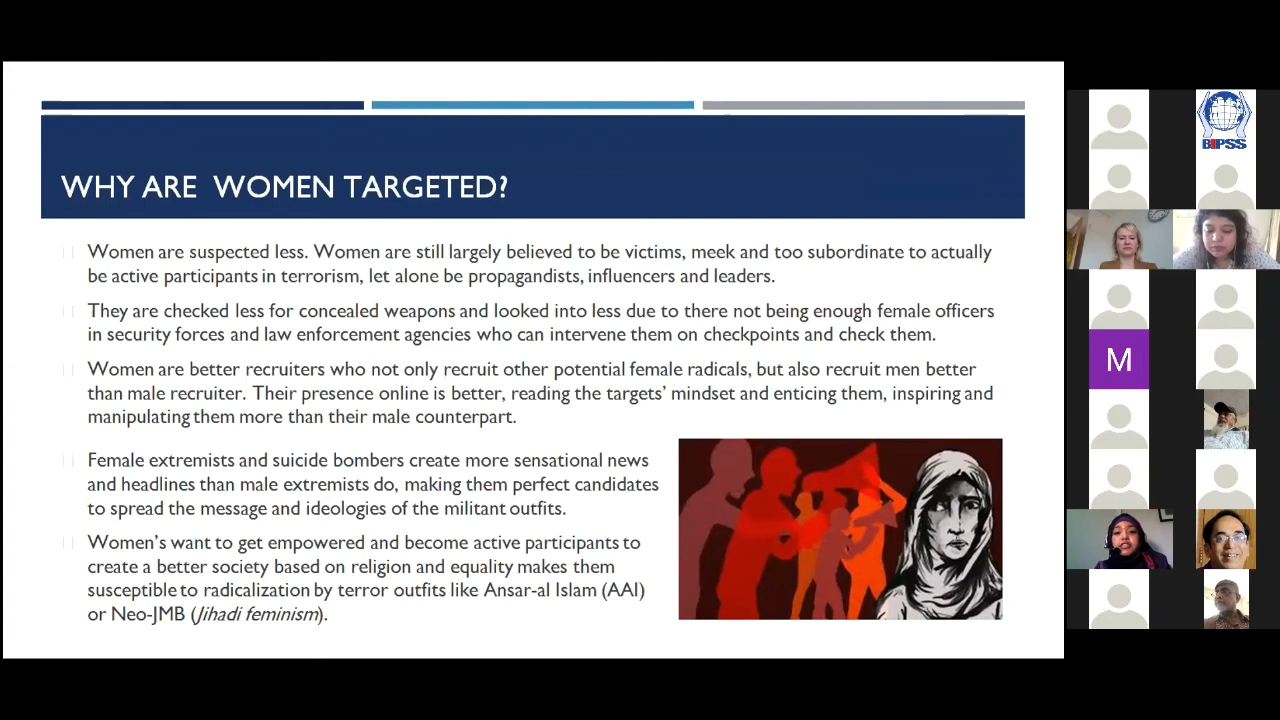 WHY ARE WOMEN TARGETED?
Women are suspected less. Women are still largely believed to be victims, meek and too subordinate to actually
be active participants in terrorism, let alone be propagandists, influencers and leaders.
They are checked less for concealed weapons and looked into less due to there not being enough female officers
in security forces and law enforcement agencies who can intervene them on checkpoints and check them.
Women are better recruiters who not only recruit other potential female radicals, but also recruit men better
than male recruiter. Their presence online is better, reading the targets' mindset and enticing them, inspiring and
manipulating them more than their male counterpart.
Female extremists and suicide bombers create more sensational news
and headlines than male extremists do, making them perfect candidates
to spread the message and ideologies of the militant outfits.
Women's want to get empowered and become active participants to
create a better society based on religion and equality makes them
susceptible to radicalization by terror outfits like Ansar-al Islam (AAI)
or Neo-JMB (Jihadi feminism).
BIPSS
M